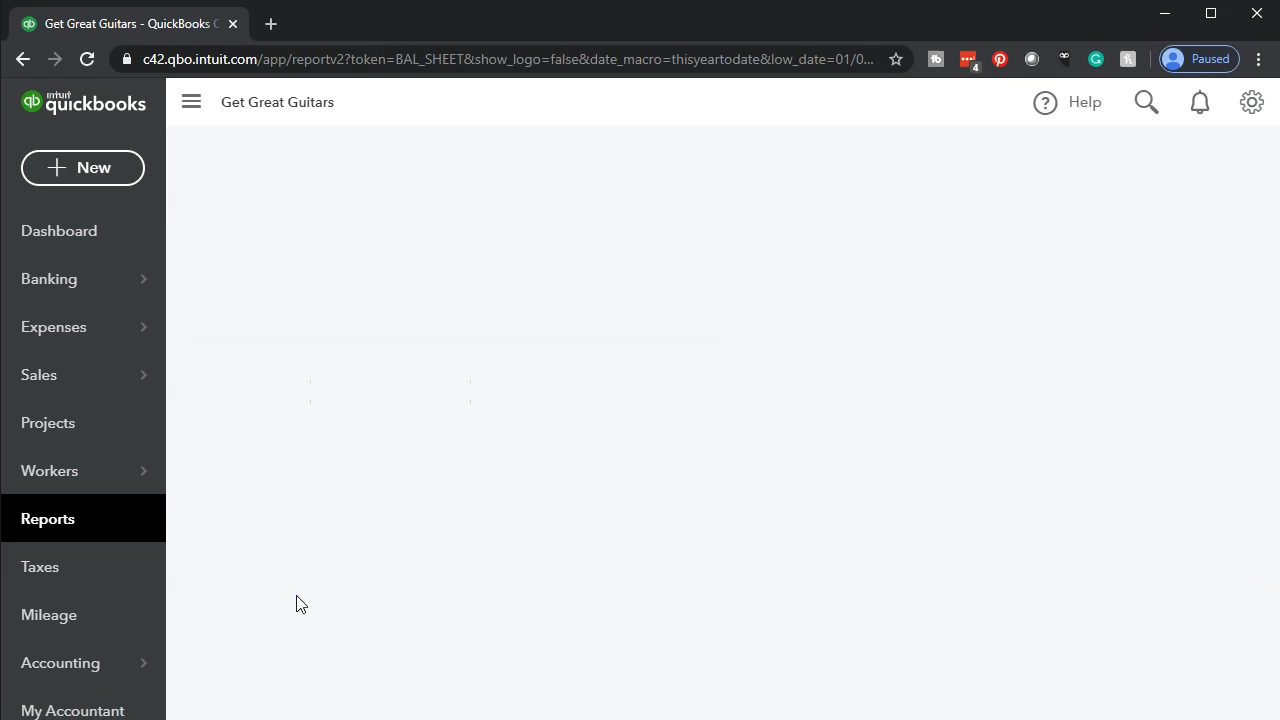 Get Great Guitars - QuickBooks C
c42.qbo.intuit.com/app/reportv2?token=BAL_SHEET&show_logo=false&date_macro=thisyeartodate&low_date=01/0...
4
Paused
intuit
quickbooks
Get Great Guitars
Help
New
Dashboard
Banking
Expenses
Sales
Projects
Workers
Reports
Taxes
Mileage
Accounting
My Accountant